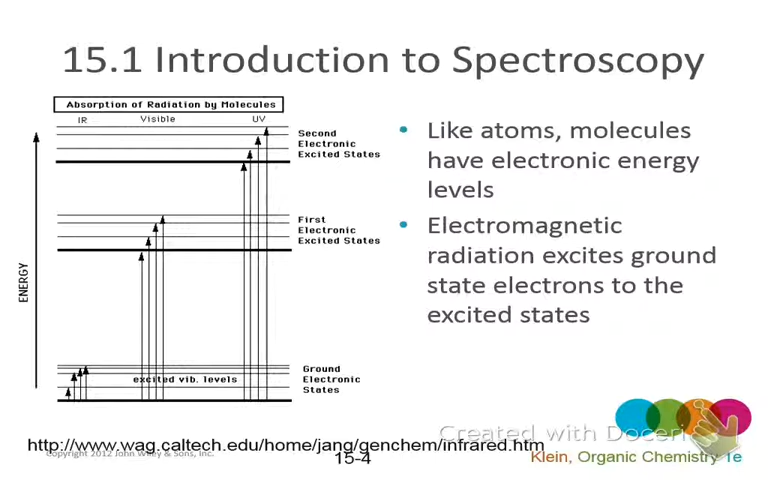 15.1 Introduction to Spectroscopy
Absorption of Radiation by Molecules
IR Visible UV
Second
Electronic
Excited States
First
Electronic
Excited States
ENERGY
Ground
Electronic
States
excited vib. levels
• Like atoms, molecules
have electronic energy
levels
• Electromagnetic
radiation excites ground
state electrons to the
excited states
Created with Doceri
http://www.wag.caltech.edu/home/jang/genchem/infrared.htm
Copyright 2012 John Wiley & Sons, Inc.
15-4
Klein, Organic Chemistry 1e